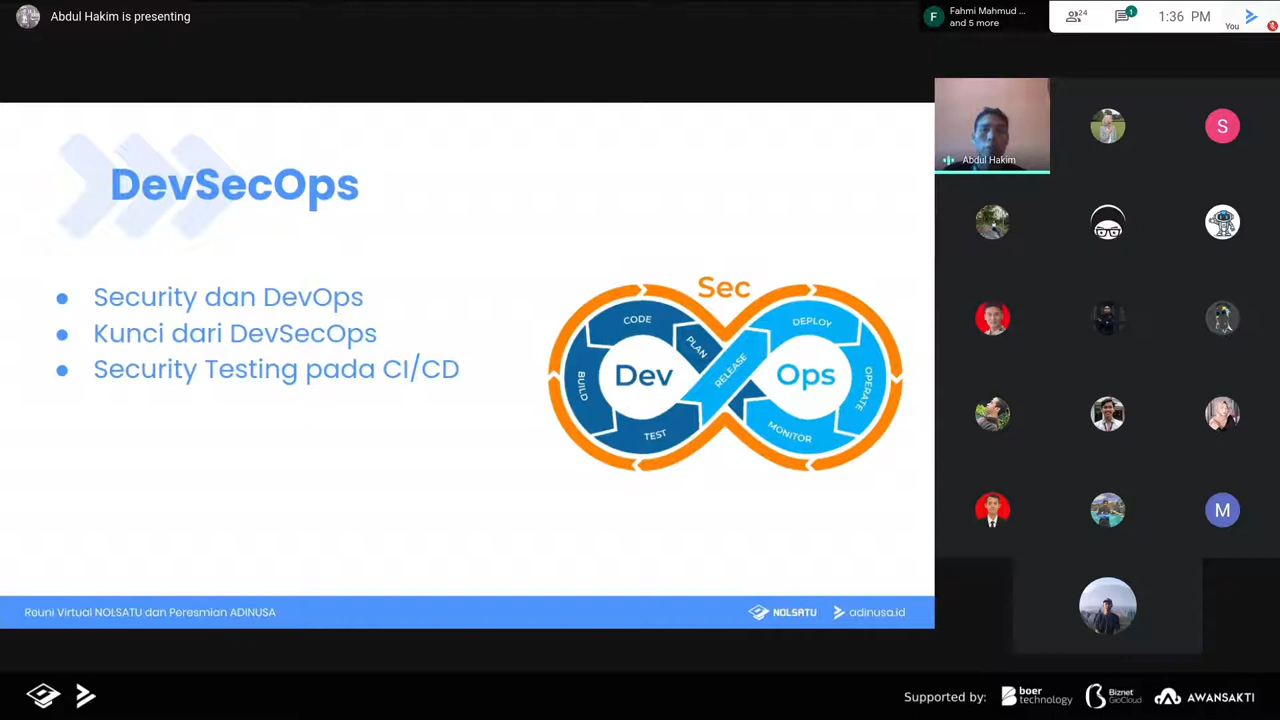 Abdul Hakim is presenting
F
Fahmi Mahmud ...
and 5 more
24
1
1:36 PM
You
DevSecOps
Security dan DevOps
Kunci dari DevSecOps
Security Testing pada CI/CD
Sec
CODE
PLAN
DEPLOY
Dev
RELEASE
Ops
BUILD
OPERATE
TEST
MONITOR
Abdul Hakim
S
M
Reuni Virtual NOLSATU dan Peresmian ADINUSA
NOLSATU
adinusa.id
Supported by:
boer
technology
Biznet
GioCloud
AWANSAKTI